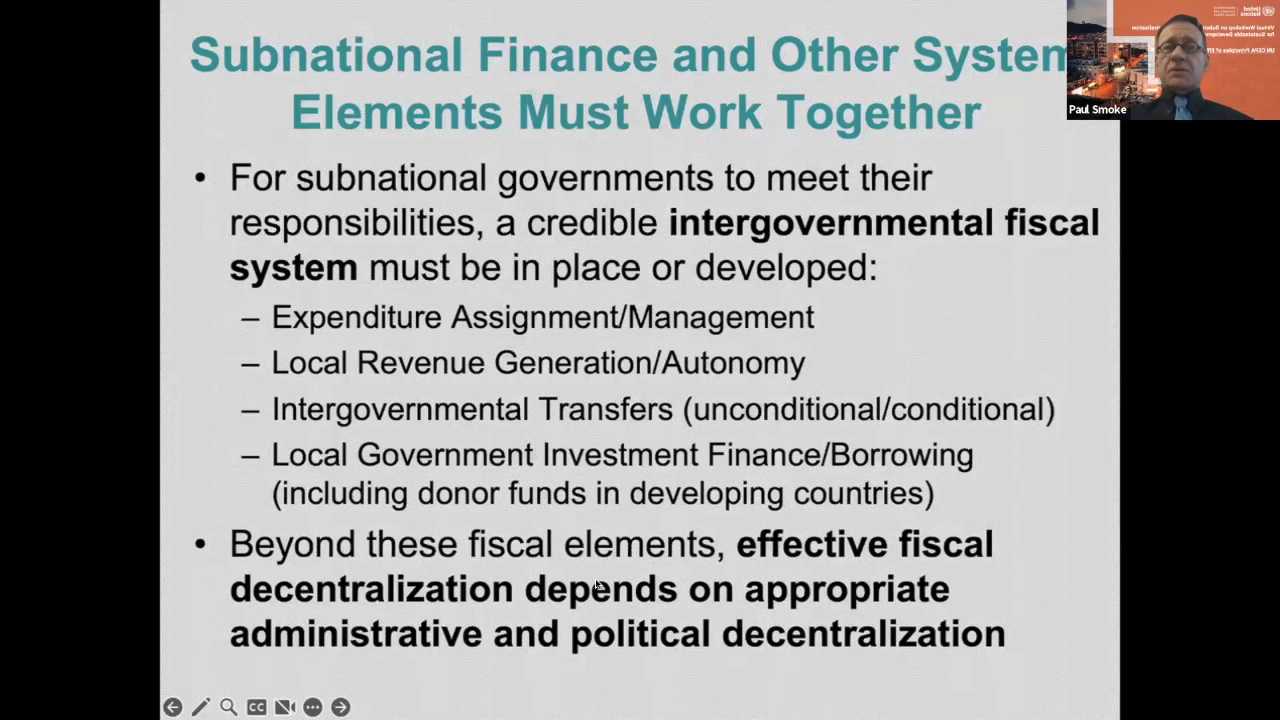 Subnational Finance and Other System
Elements Must Work Together
• For subnational governments to meet their
responsibilities, a credible intergovernmental fiscal
system must be in place or developed:
– Expenditure Assignment/Management
– Local Revenue Generation/Autonomy
– Intergovernmental Transfers (unconditional/conditional)
– Local Government Investment Finance/Borrowing
(including donor funds in developing countries)
• Beyond these fiscal elements, effective fiscal
decentralization depends on appropriate
administrative and political decentralization
United
Nations
Paul Smoke
CC